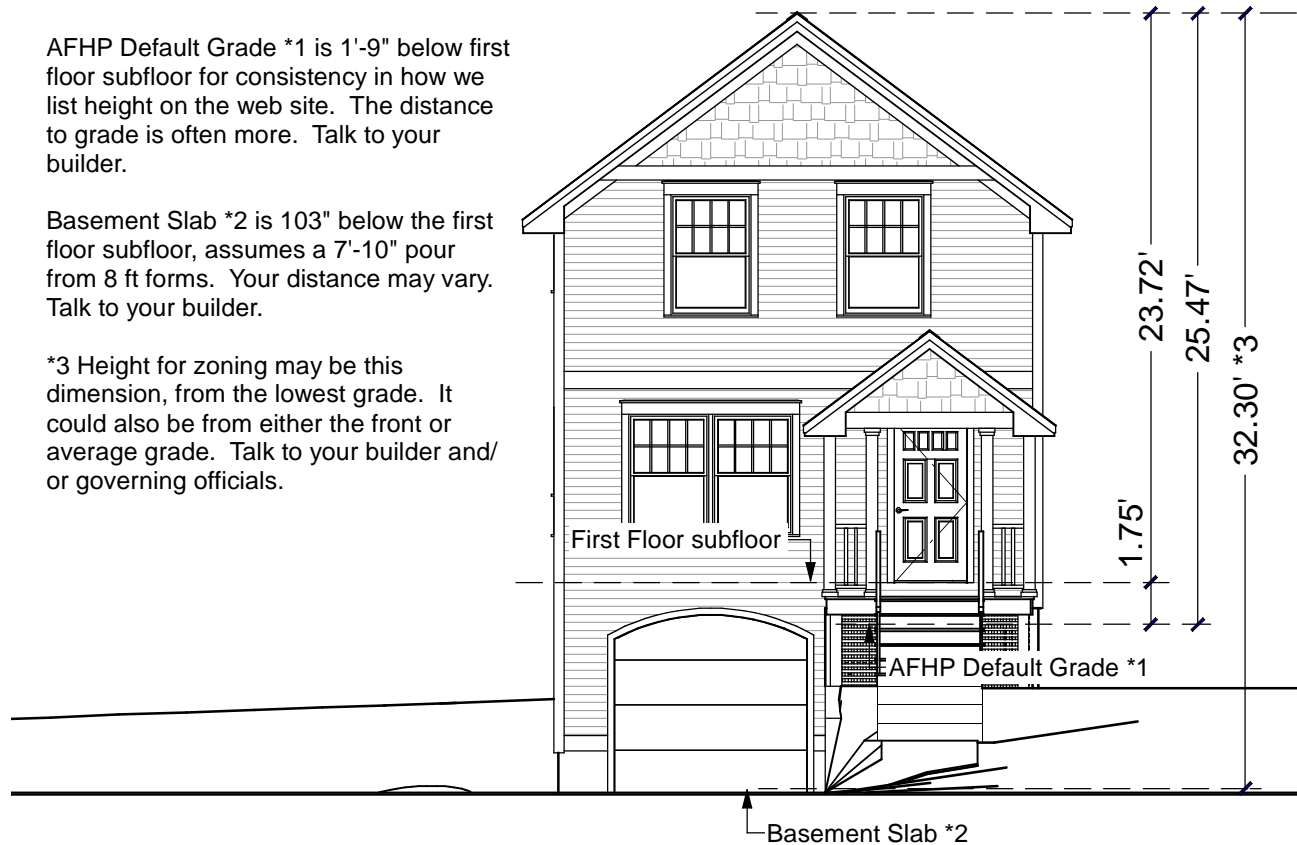 AFHP Default Grade *1 is 1'-9" below first
floor subfloor for consistency in how we
list height on the web site.  The distance
to grade is often more.  Talk to your
builder.
Basement Slab *2 is 103" below the first
floor subfloor, assumes a 7'-10" pour
from 8 ft forms.  Your distance may vary.
Talk to your builder.
*3 Height for zoning may be this
dimension, from the lowest grade.  It
could also be from either the front or
average grade.  Talk to your builder and/
or governing officials.
23.72'
25.47'
32.30' *3
1.75'
First Floor subfloor
AFHP Default Grade *1
Basement Slab *2